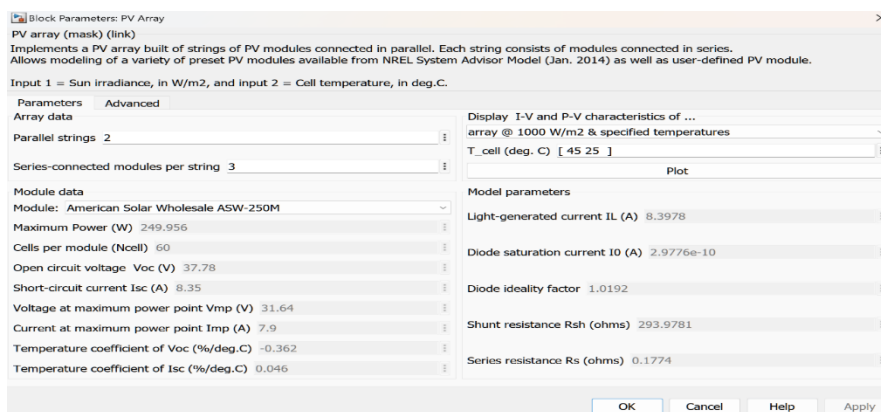 Block Parameters: PV Array
PV array (mask) (link)
Implements a PV array built of strings of PV modules connected in parallel. Each string consists of modules connected in series.
Allows modeling of a variety of preset PV modules available from NREL System Advisor Model (Jan. 2014) as well as user-defined PV module.
Input 1 = Sun irradiance, in W/m2, and input 2 = Cell temperature, in deg.C.
Parameters Advanced
Array data
Parallel strings 2
Series-connected modules per string 3
Display I-V and P-V characteristics of ...
array @ 1000 W/m2 & specified temperatures
T_cell (deg. C) [ 45 25 ]
Plot
Module data
Module: American Solar Wholesale ASW-250M
Maximum Power (W) 249.956
Cells per module (Ncell) 60
Open circuit voltage Voc (V) 37.78
Short-circuit current Isc (A) 8.35
Voltage at maximum power point Vmp (V) 31.64
Current at maximum power point Imp (A) 7.9
Temperature coefficient of Voc (%/deg.C) -0.362
Temperature coefficient of Isc (%/deg.C) 0.046
Model parameters
Light-generated current IL (A) 8.3978
Diode saturation current I0 (A) 2.9776e-10
Diode ideality factor 1.0192
Shunt resistance Rsh (ohms) 293.9781
Series resistance Rs (ohms) 0.1774
OK Cancel Help Apply